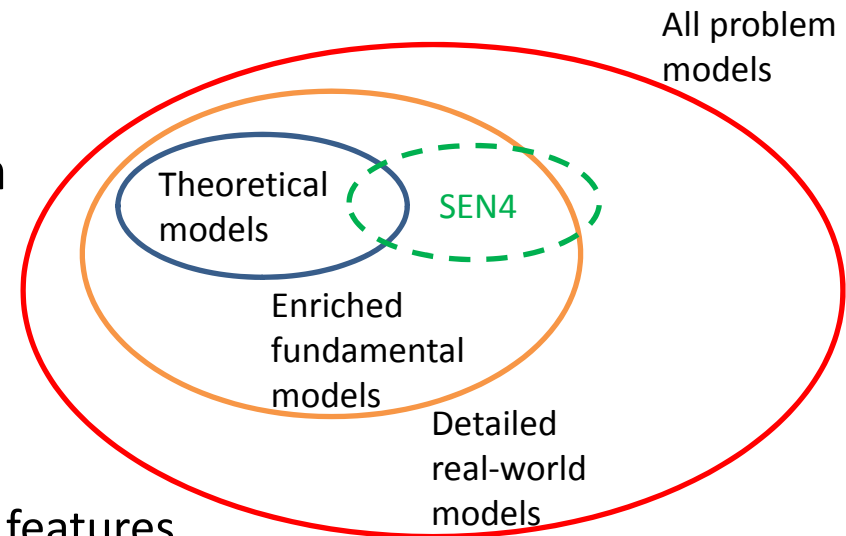 All problem
models
Theoretical
models
SEN4
Enriched
fundamental
models
Detailed
real-world
models
features